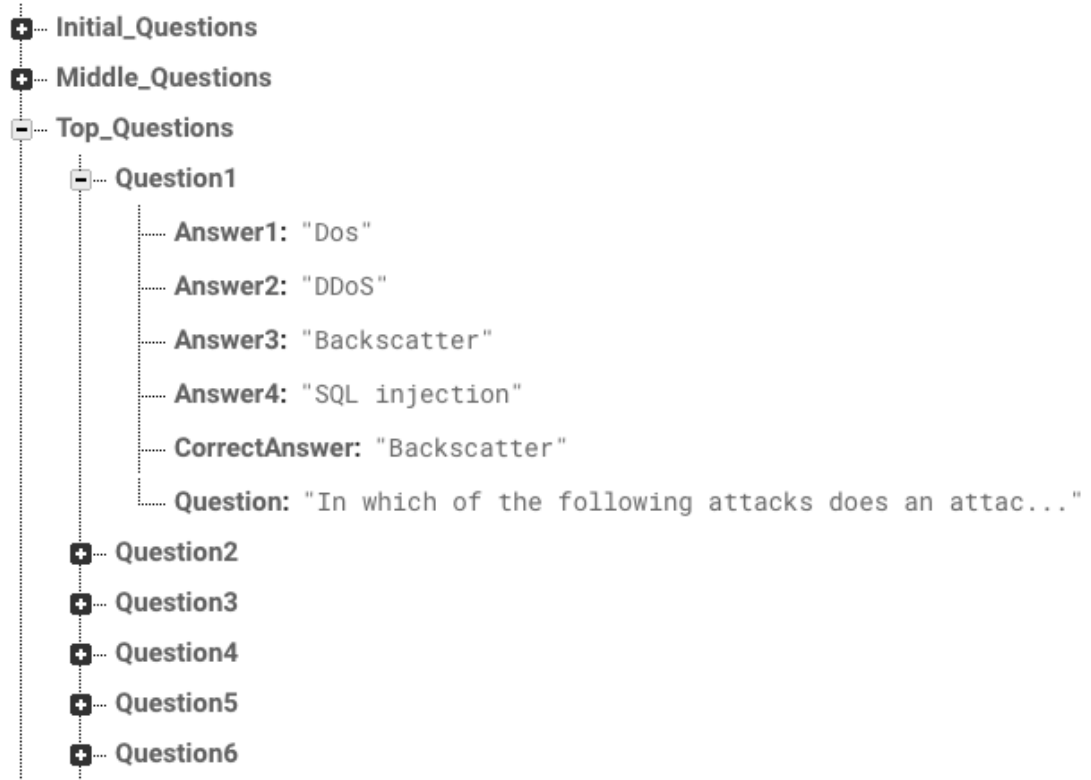 Initial_Questions
Middle_Questions
Top_Questions
Question1
Answer1: "Dos"
Answer2: "DDoS"
Answer3: "Backscatter"
Answer4: "SQL injection"
CorrectAnswer: "Backscatter"
Question: "In which of the following attacks does an attac..."
Question2
Question3
Question4
Question5
Question6